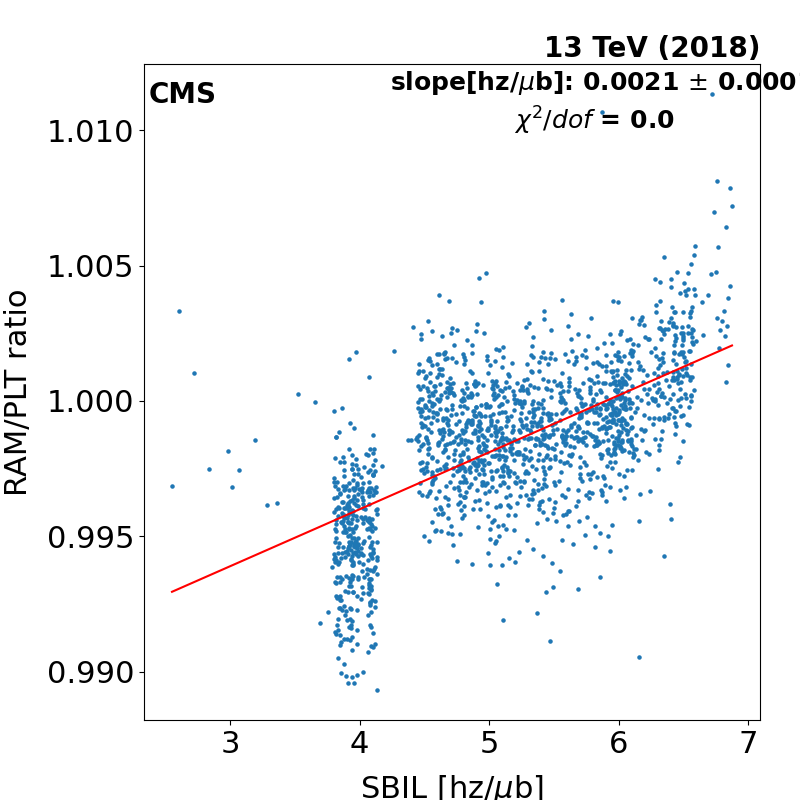 13 TeV (2018)
CMS
slope[hz/μb]: 0.0021 ± 0.000
χ²/dof = 0.0
1.010
1.005
1.000
0.995
0.990
RAM/PLT ratio
3 4 5 6 7
SBIL [hz/μb]